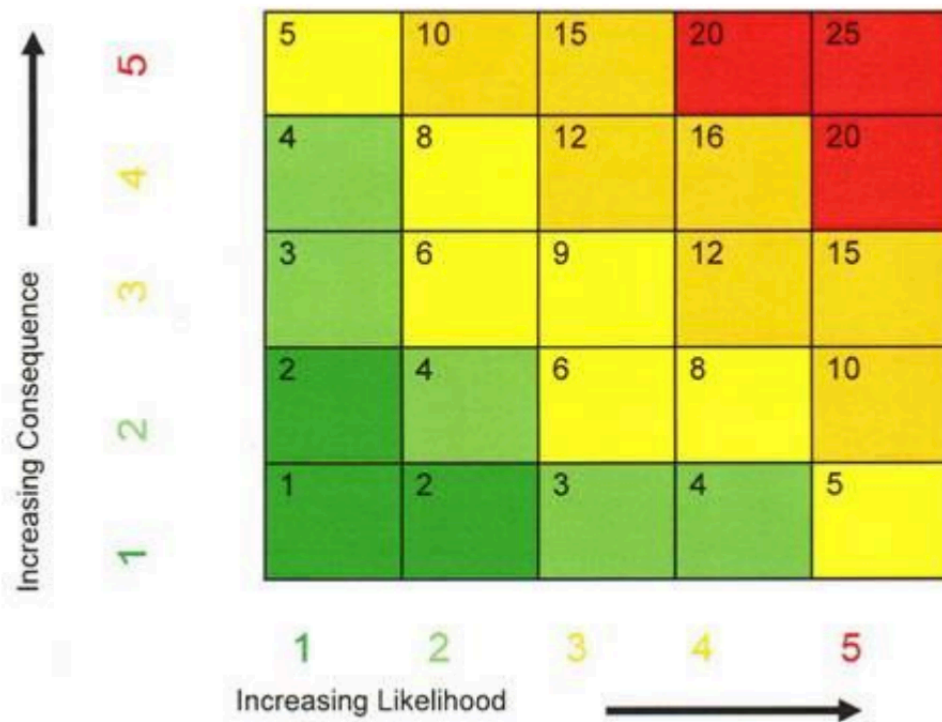 5 5 10 15 20 25
4 4 8 12 16 20
3 3 6 9 12 15
2 2 4 6 8 10
1 1 2 3 4 5
Increasing Consequence
1 2 3 4 5
Increasing Likelihood